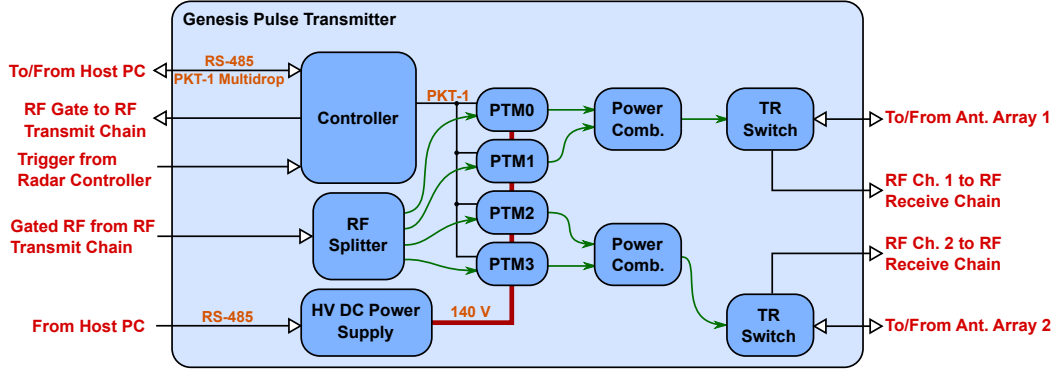 Genesis Pulse Transmitter
To/From Host PC
RS-485
PKT-1 Multidrop
RF Gate to RF
Transmit Chain
Trigger from
Radar Controller
Controller
PKT-1
PTM0
PTM1
PTM2
PTM3
Power
Comb.
TR
Switch
To/From Ant. Array 1
RF Ch. 1 to RF
Receive Chain
Gated RF from RF
Transmit Chain
RF
Splitter
Power
Comb.
RF Ch. 2 to RF
Receive Chain
From Host PC
RS-485
HV DC Power
Supply
140 V
TR
Switch
To/From Ant. Array 2